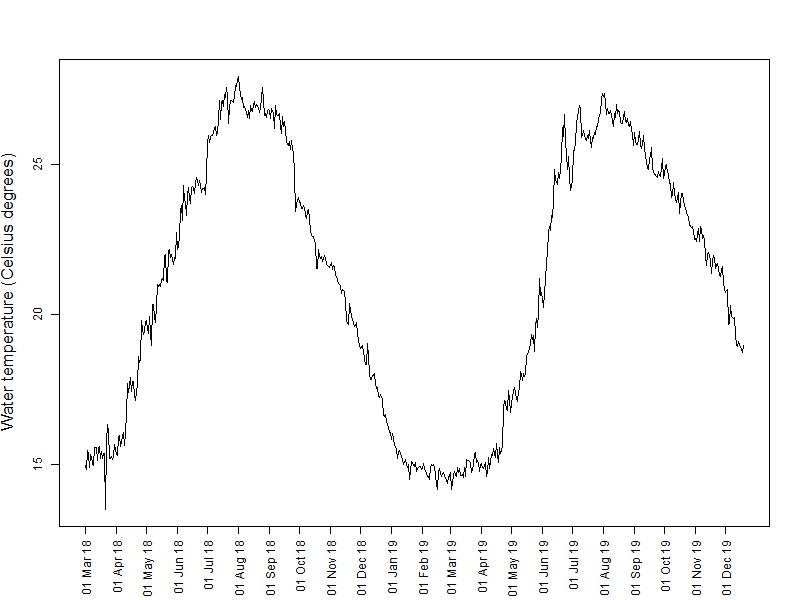 Water temperature (Celsius degrees)
25
20
15
01 Mar 18
01 Apr 18
01 May 18
01 Jun 18
01 Jul 18
01 Aug 18
01 Sep 18
01 Oct 18
01 Nov 18
01 Dec 18
01 Jan 19
01 Feb 19
01 Mar 19
01 Apr 19
01 May 19
01 Jun 19
01 Jul 19
01 Aug 19
01 Sep 19
01 Oct 19
01 Nov 19
01 Dec 19